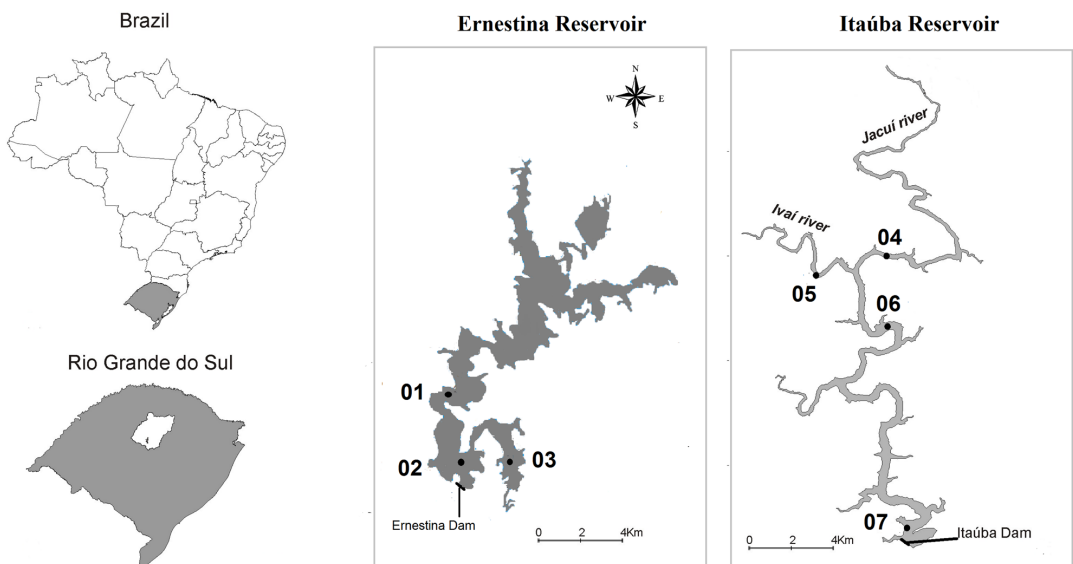 Brazil
Rio Grande do Sul
Ernestina Reservoir
N
W E
S
01
02
03
Ernestina Dam
0 2 4Km
Itaúba Reservoir
Jacuí river
Ivaí river
04
05
06
07
Itaúba Dam
0 2 4Km